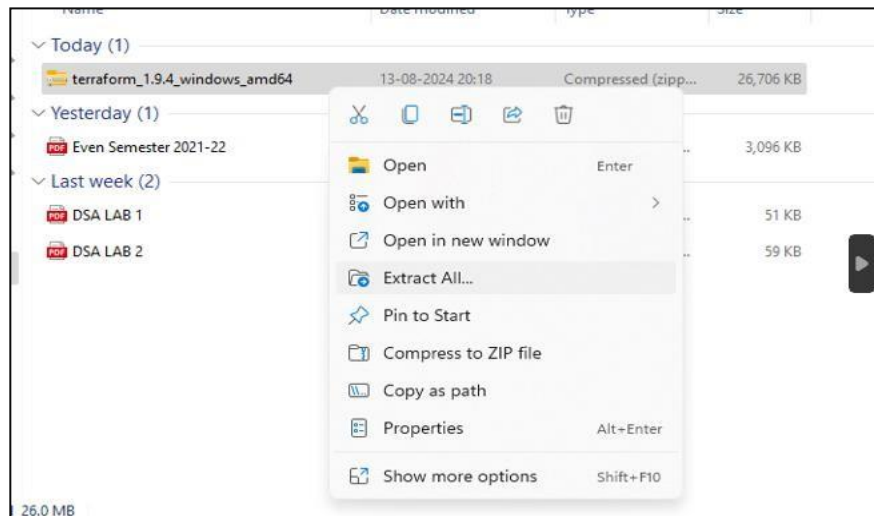 Name Date modified Type Size
Today (1)
terraform_1.9.4_windows_amd64 13-08-2024 20:18 Compressed (zipp... 26,706 KB
Yesterday (1)
Even Semester 2021-22 ... 3,096 KB
Open Enter
Last week (2)
Open with
DSA LAB 1 ... 51 KB
Open in new window
DSA LAB 2 ... 59 KB
Extract All...
Pin to Start
Compress to ZIP file
Copy as path
Properties Alt+Enter
Show more options Shift+F10
26.0 MB